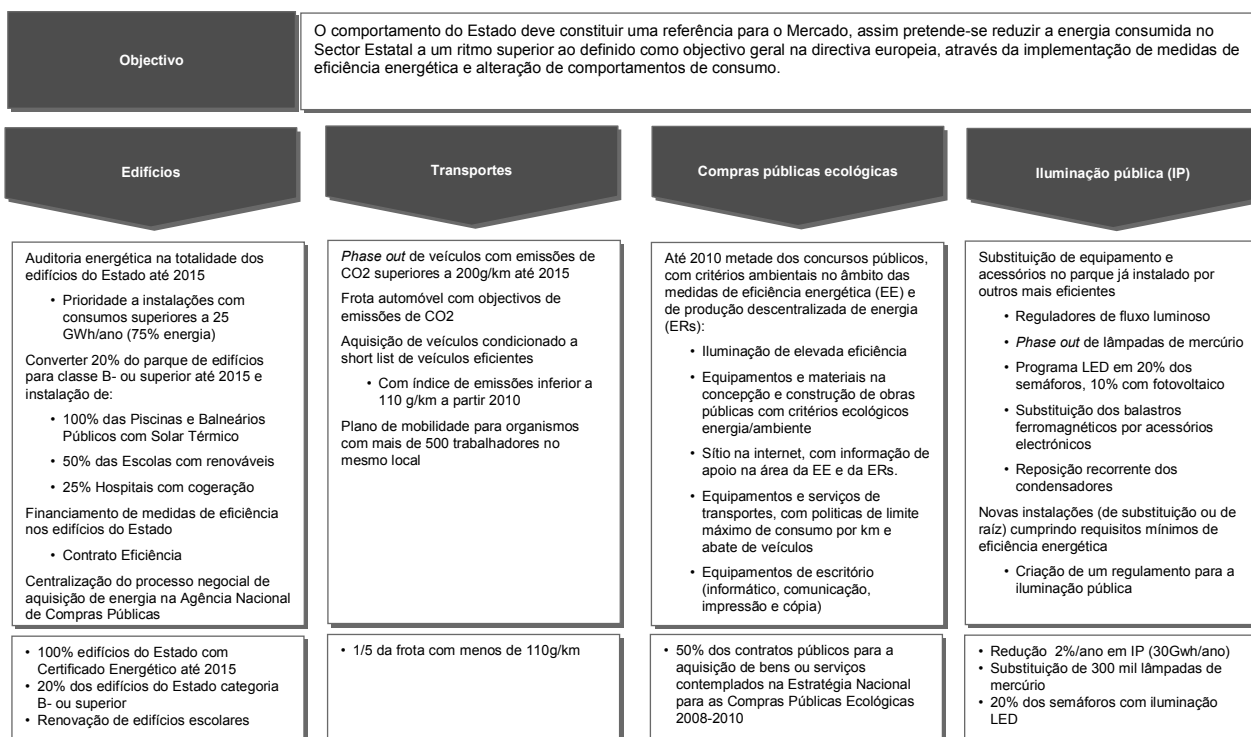 Objectivo
O comportamento do Estado deve constituir uma referência para o Mercado, assim pretende-se reduzir a energia consumida no
Sector Estatal a um ritmo superior ao definido como objectivo geral na directiva europeia, através da implementação de medidas de
eficiência energética e alteração de comportamentos de consumo.
Edifícios
Auditoria energética na totalidade dos
edifícios do Estado até 2015
• Prioridade a instalações com
consumos superiores a 25
GWh/ano (75% energia)
Converter 20% do parque de edifícios
para classe B- ou superior até 2015 e
instalação de:
• 100% das Piscinas e Balneários
Públicos com Solar Térmico
• 50% das Escolas com renováveis
• 25% Hospitais com cogeração
Financiamento de medidas de eficiência
nos edifícios do Estado
• Contrato Eficiência
Centralização do processo negocial de
aquisição de energia na Agência Nacional
de Compras Públicas
• 100% edifícios do Estado com
Certificado Energético até 2015
• 20% dos edifícios do Estado categoria
B- ou superior
• Renovação de edifícios escolares
Transportes
Phase out de veículos com emissões de
CO2 superiores a 200g/km até 2015
Frota automóvel com objectivos de
emissões de CO2
Aquisição de veículos condicionado a
short list de veículos eficientes
• Com índice de emissões inferior a
110 g/km a partir 2010
Plano de mobilidade para organismos
com mais de 500 trabalhadores no
mesmo local
• 1/5 da frota com menos de 110g/km
Compras públicas ecológicas
Até 2010 metade dos concursos públicos,
com critérios ambientais no âmbito das
medidas de eficiência energética (EE) e
de produção descentralizada de energia
(ERs):
• Iluminação de elevada eficiência
• Equipamentos e materiais na
concepção e construção de obras
públicas com critérios ecológicos
energia/ambiente
• Sítio na internet, com informação de
apoio na área da EE e da ERs.
• Equipamentos e serviços de
transportes, com politicas de limite
máximo de consumo por km e
abate de veículos
• Equipamentos de escritório
(informático, comunicação,
impressão e cópia)
• 50% dos contratos públicos para a
aquisição de bens ou serviços
contemplados na Estratégia Nacional
para as Compras Públicas Ecológicas
2008-2010
Iluminação pública (IP)
Substituição de equipamento e
acessórios no parque já instalado por
outros mais eficientes
• Reguladores de fluxo luminoso
• Phase out de lâmpadas de mercúrio
• Programa LED em 20% dos
semáforos, 10% com fotovoltaico
• Substituição dos balastros
ferromagnéticos por acessórios
electrónicos
• Reposição recorrente dos
condensadores
Novas instalações (de substituição ou de
raíz) cumprindo requisitos mínimos de
eficiência energética
• Criação de um regulamento para a
iluminação pública
• Redução 2%/ano em IP (30Gwh/ano)
• Substituição de 300 mil lâmpadas de
mercúrio
• 20% dos semáforos com iluminação
LED